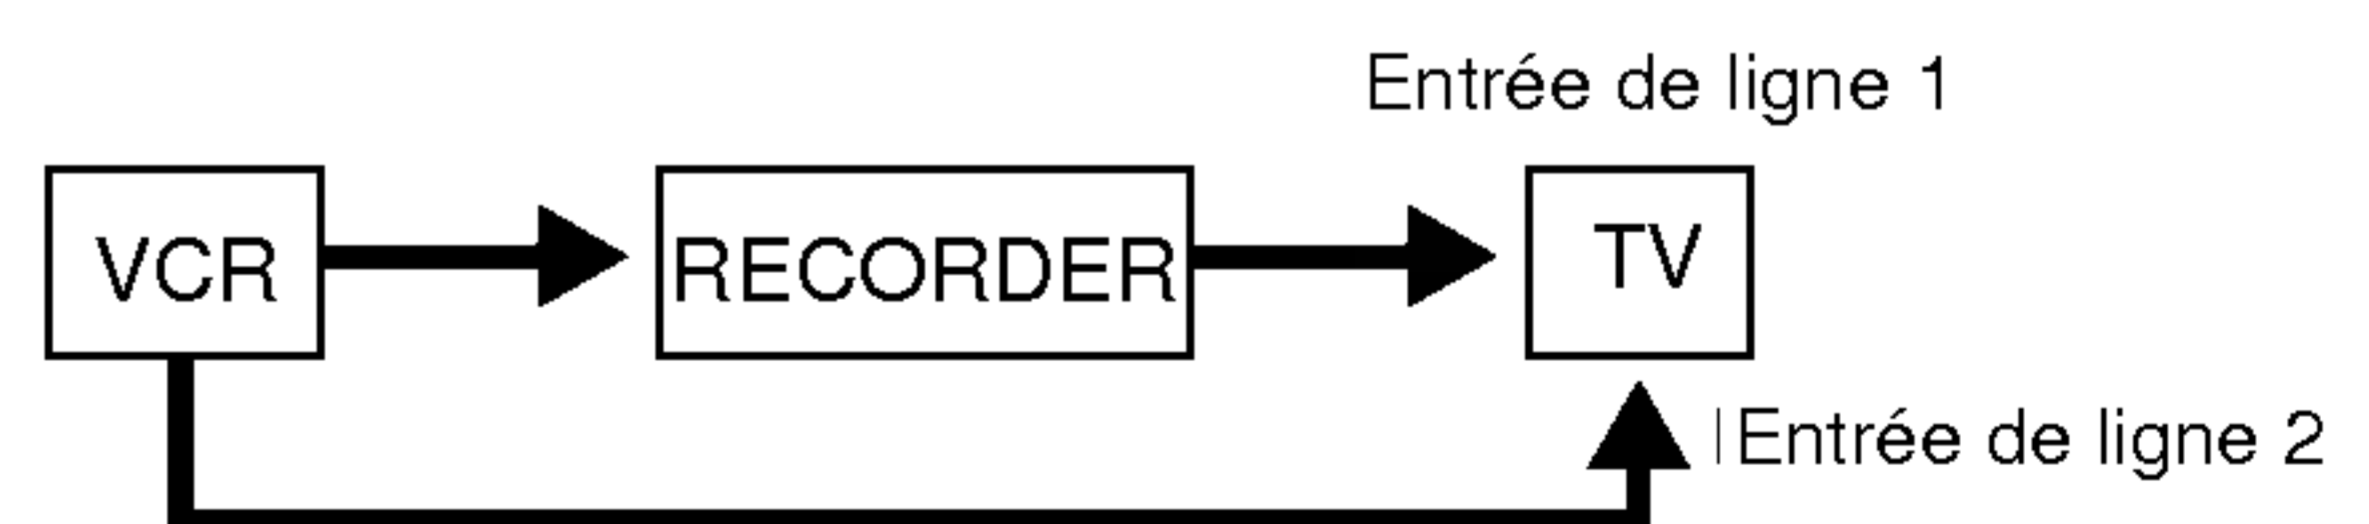 Entrée de ligne 1
VCR
RECORDER
TV
Entrée de ligne 2